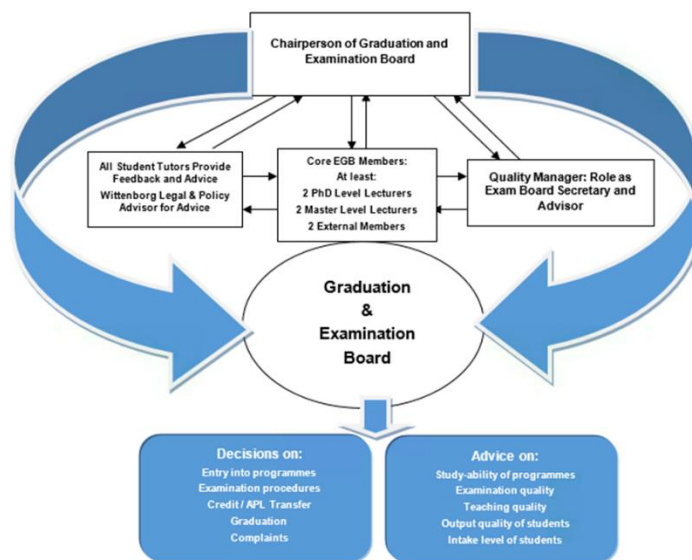 Chairperson of Graduation and
Examination Board
All Student Tutors Provide
Feedback and Advice
Wittenborg Legal & Policy
Advisor for Advice
Core EGB Members:
At least:
2 PhD Level Lecturers
2 Master Level Lecturers
2 External Members
Quality Manager: Role as
Exam Board Secretary and
Advisor
Graduation
&
Examination
Board
Decisions on:
Entry into programmes
Examination procedures
Credit / APL Transfer
Graduation
Complaints
Advice on:
Study-ability of programmes
Examination quality
Teaching quality
Output quality of students
Intake level of students